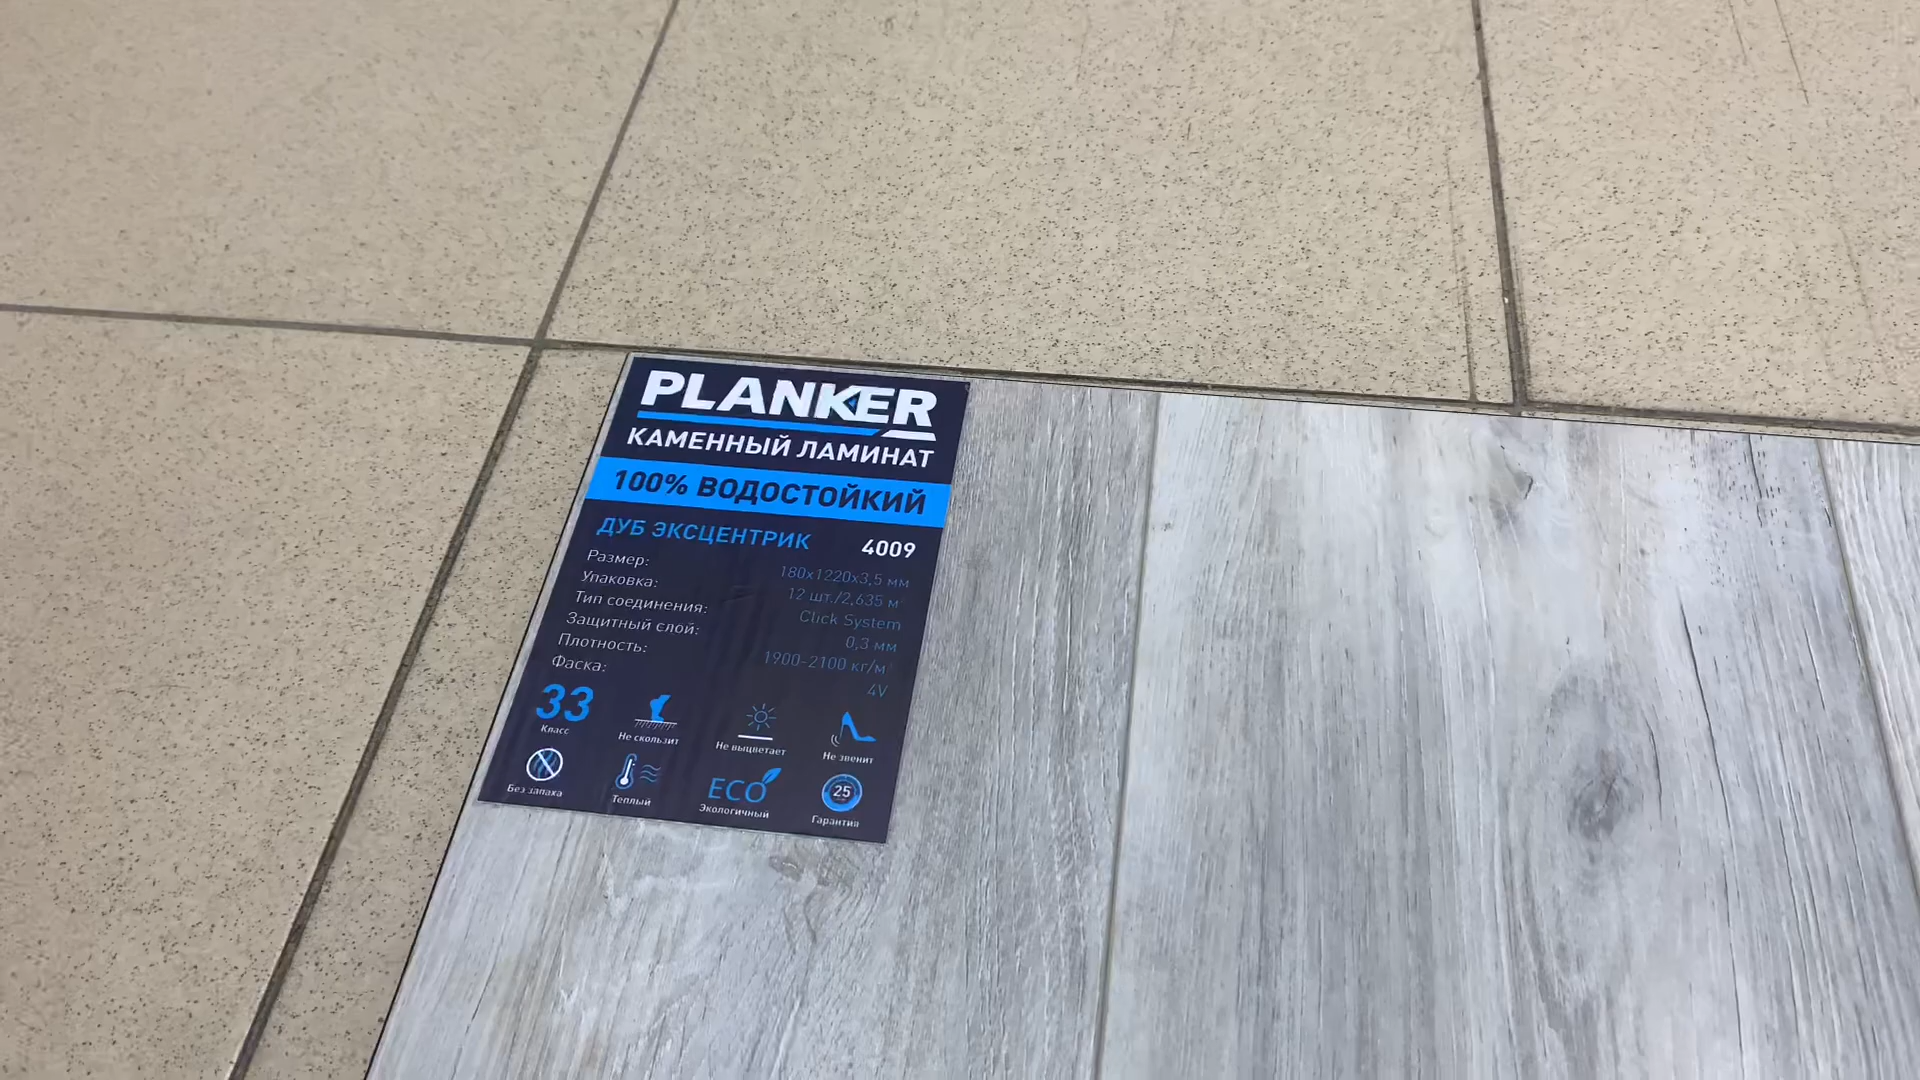 PLANKER
КАМЕННЫЙ ЛАМИНАТ
100% ВОДОСТОЙКИЙ
ДУБ ЭКСЦЕНТРИК 4009
Размер: 180x1220x3,5 мм
Упаковка: 12 шт./2,635 м²
Тип соединения: Click System
Защитный слой: 0,3 мм
Плотность: 1900-2100 кг/м³
Фаска: 4V
33
Класс
Не скользит
Не выцветает
Не звенит
Без запаха
Теплый
ECO
Экологичный
25
Гарантия